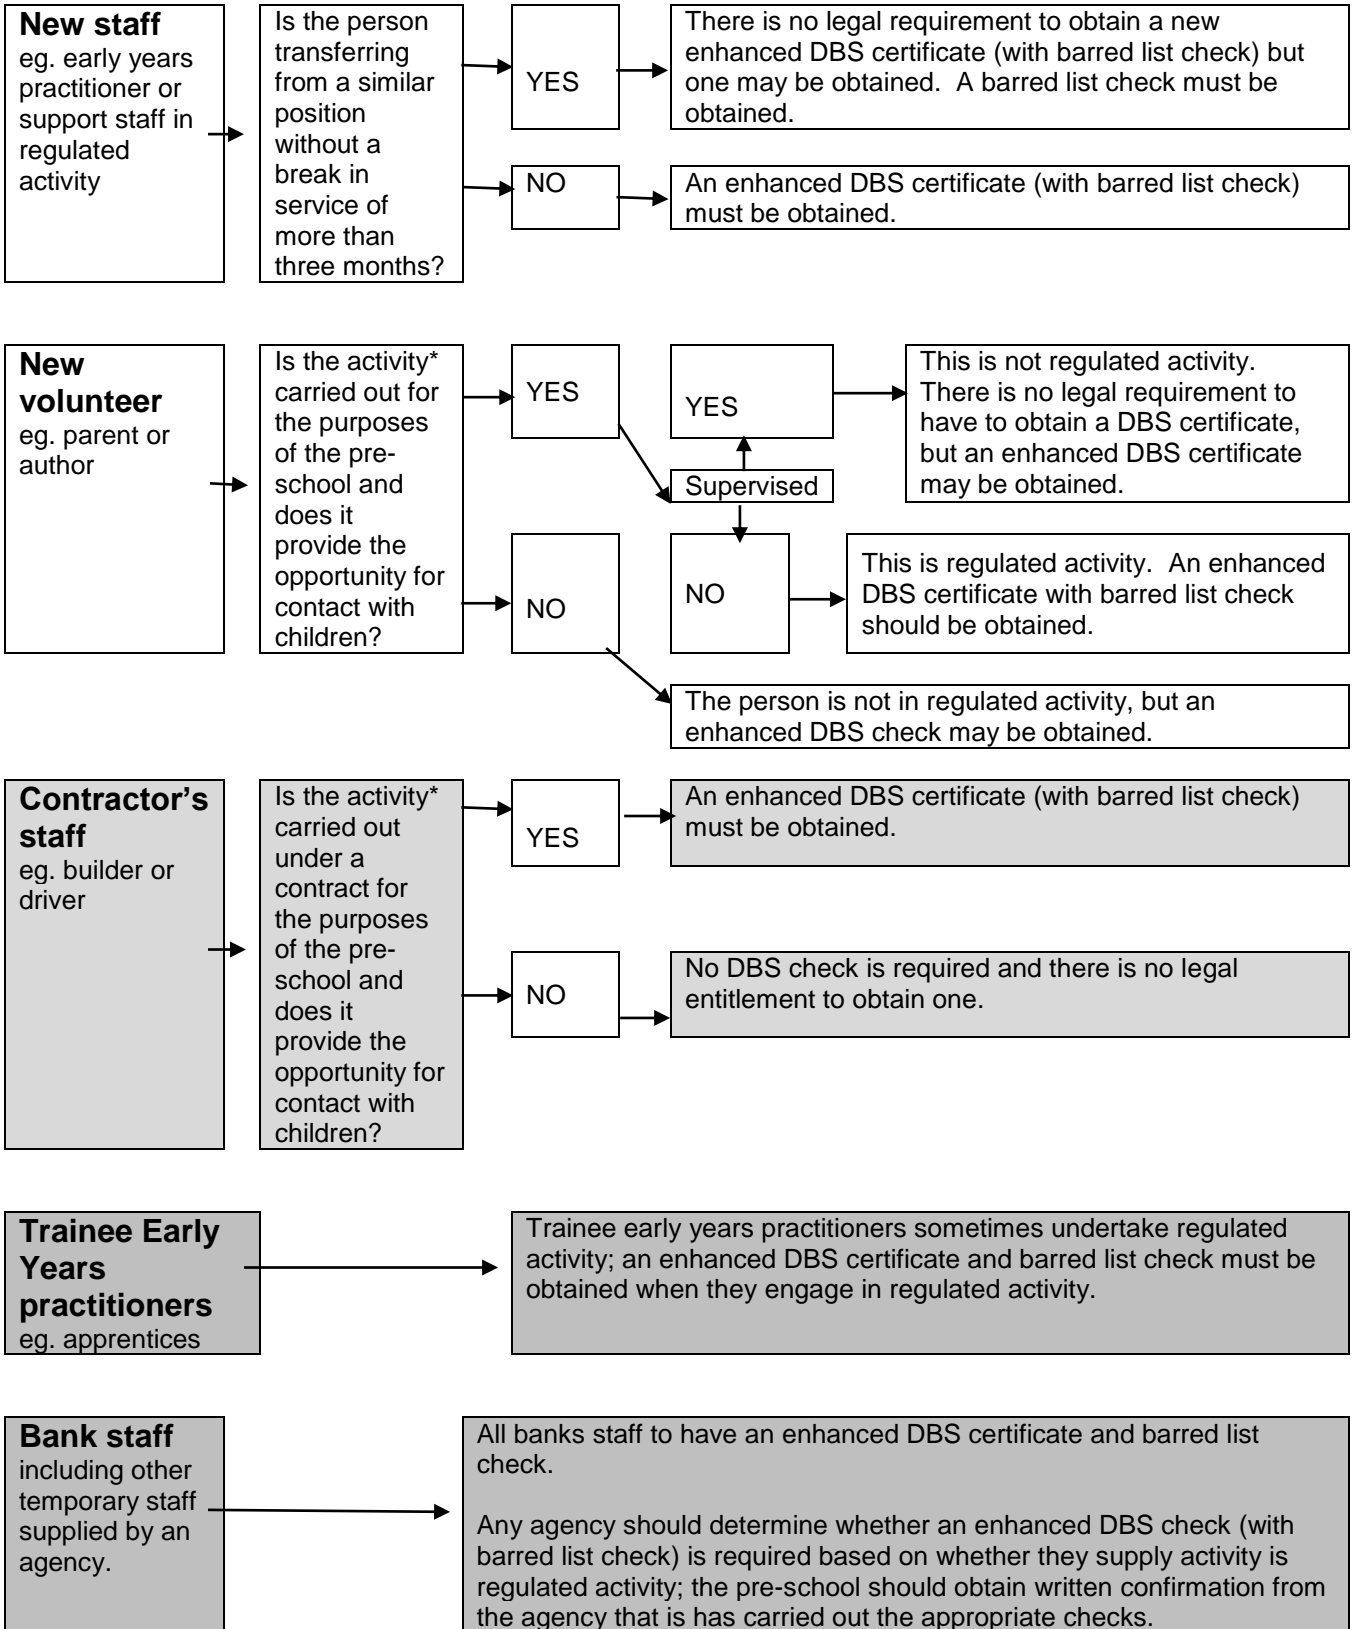 New staff
eg. early years
practitioner or
support staff in
regulated
activity
Is the person
transferring
from a similar
position
without a
break in
service of
more than
three months?
YES
There is no legal requirement to obtain a new
enhanced DBS certificate (with barred list check) but
one may be obtained.  A barred list check must be
obtained.
NO
An enhanced DBS certificate (with barred list check)
must be obtained.
New
volunteer
eg. parent or
author
Is the activity*
carried out for
the purposes
of the pre-
school and
does it
provide the
opportunity for
contact with
children?
YES
YES
This is not regulated activity.
There is no legal requirement to
have to obtain a DBS certificate,
but an enhanced DBS certificate
may be obtained.
Supervised
NO
NO
This is regulated activity.  An enhanced
DBS certificate with barred list check
should be obtained.
The person is not in regulated activity, but an
enhanced DBS check may be obtained.
Contractor’s
staff
eg. builder or
driver
Is the activity*
carried out
under a
contract for
the purposes
of the pre-
school and
does it
provide the
opportunity for
contact with
children?
YES
An enhanced DBS certificate (with barred list check)
must be obtained.
NO
No DBS check is required and there is no legal
entitlement to obtain one.
Trainee Early
Years
practitioners
eg. apprentices
Trainee early years practitioners sometimes undertake regulated
activity; an enhanced DBS certificate and barred list check must be
obtained when they engage in regulated activity.
Bank staff
including other
temporary staff
supplied by an
agency.
All banks staff to have an enhanced DBS certificate and barred list
check.
Any agency should determine whether an enhanced DBS check (with
barred list check) is required based on whether they supply activity is
regulated activity; the pre-school should obtain written confirmation from
the agency that is has carried out the appropriate checks.